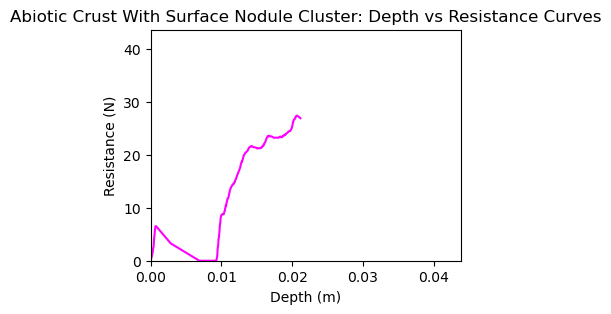 Abiotic Crust With Surface Nodule Cluster: Depth vs Resistance Curves
40
30
20
10
0
Resistance (N)
0.00 0.01 0.02 0.03 0.04
Depth (m)